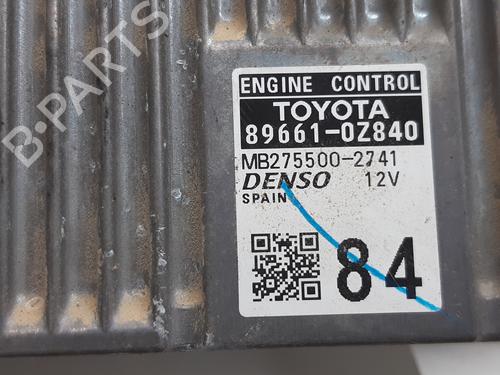 B-PARTS
ENGINE CONTROL
TOYOTA
89661-0Z840
MB275500-2741
DENSO 12V
SPAIN
84